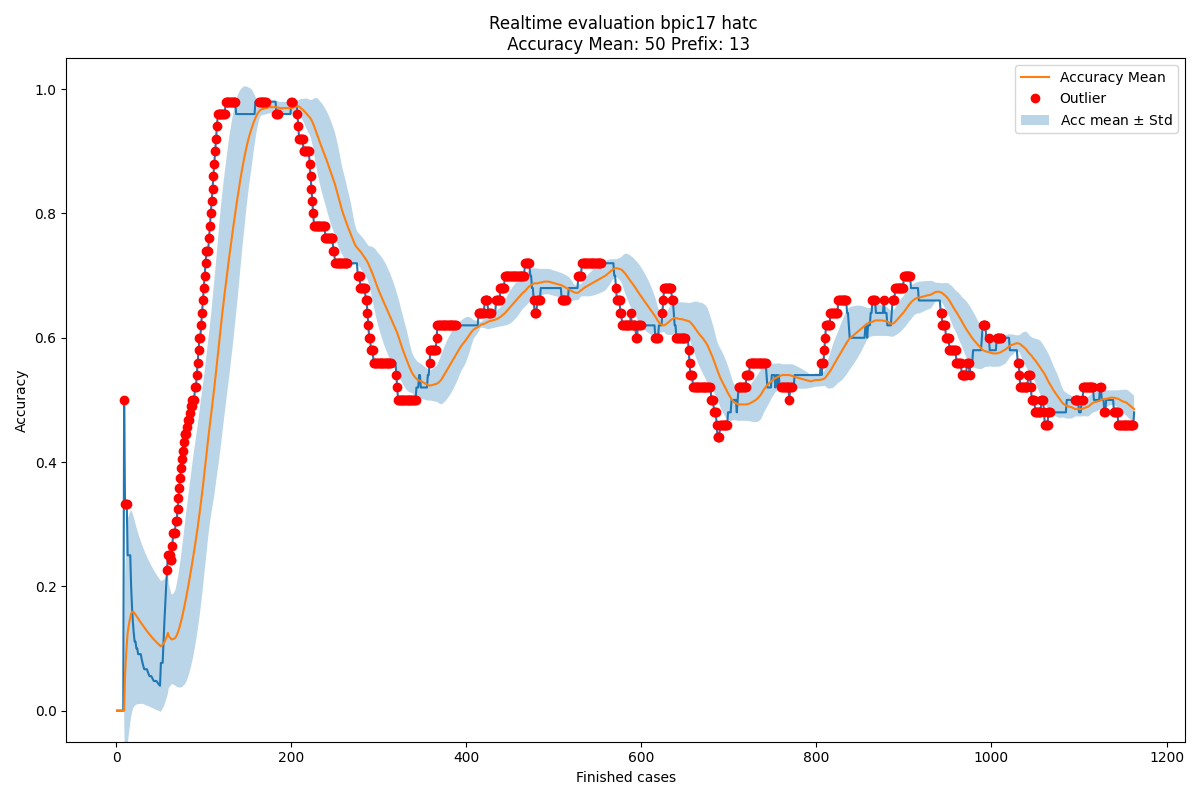 Realtime evaluation bpic17 hatc
Accuracy Mean: 50 Prefix: 13
Accuracy Mean
Outlier
Acc mean ± Std
1.0
0.8
0.6
0.4
0.2
0.0
Accuracy
0 200 400 600 800 1000 1200
Finished cases